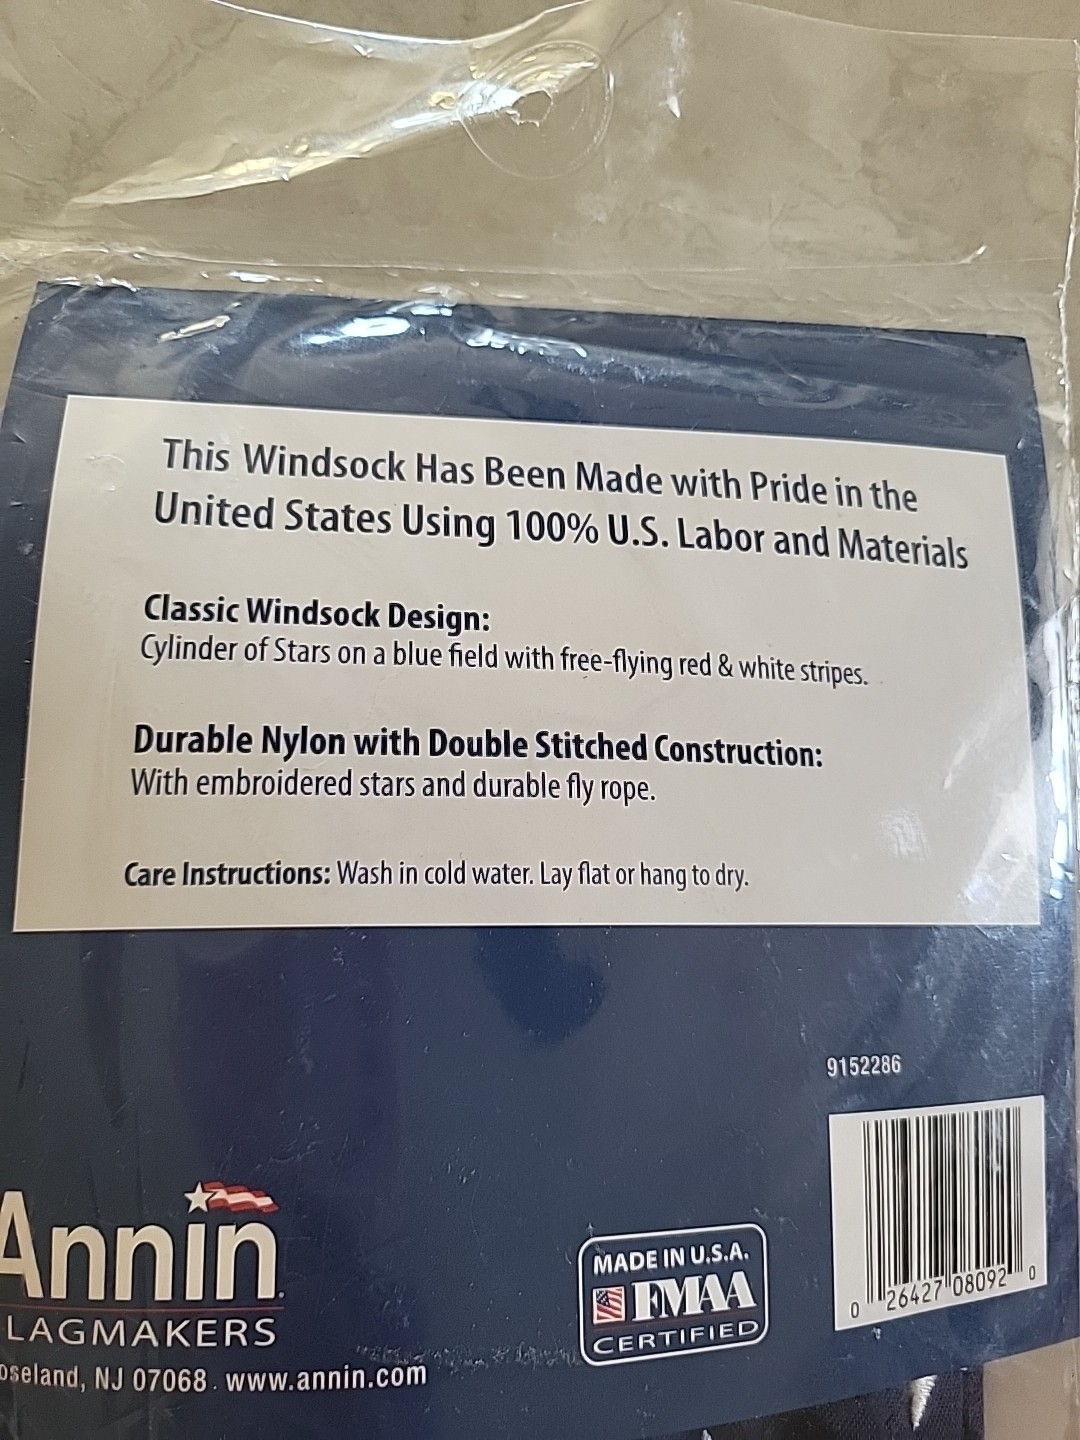 This Windsock Has Been Made with Pride in the
United States Using 100% U.S. Labor and Materials
Classic Windsock Design:
Cylinder of Stars on a blue field with free-flying red & white stripes.
Durable Nylon with Double Stitched Construction:
With embroidered stars and durable fly rope.
Care Instructions: Wash in cold water. Lay flat or hang to dry.
9152286
0 26427 08092 0
Annin
LAGMAKERS
oseland, NJ 07068 . www.annin.com
MADE IN U.S.A.
FMAA
CERTIFIED